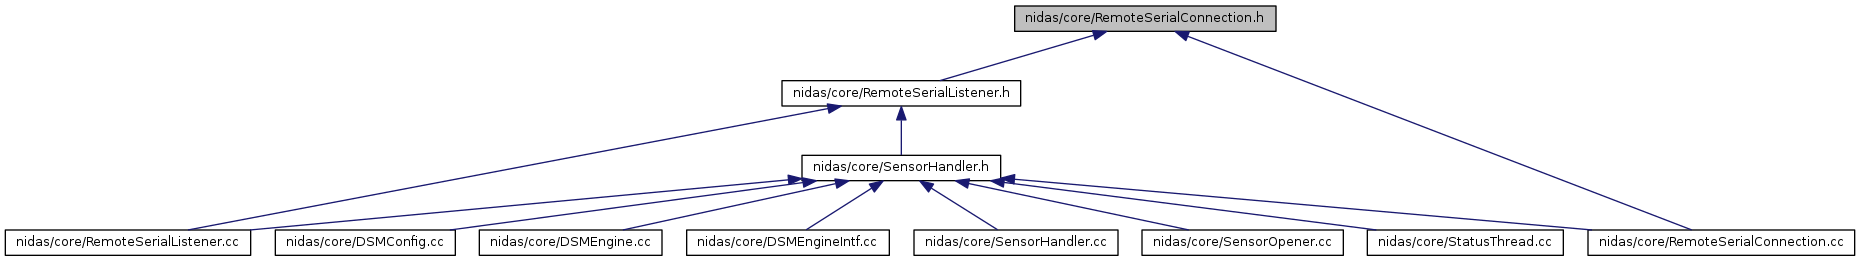 nidas/core/RemoteSerialConnection.h
nidas/core/RemoteSerialListener.h
nidas/core/SensorHandler.h
nidas/core/RemoteSerialListener.cc
nidas/core/DSMConfig.cc
nidas/core/DSMEngine.cc
nidas/core/DSMEngineIntf.cc
nidas/core/SensorHandler.cc
nidas/core/SensorOpener.cc
nidas/core/StatusThread.cc
nidas/core/RemoteSerialConnection.cc